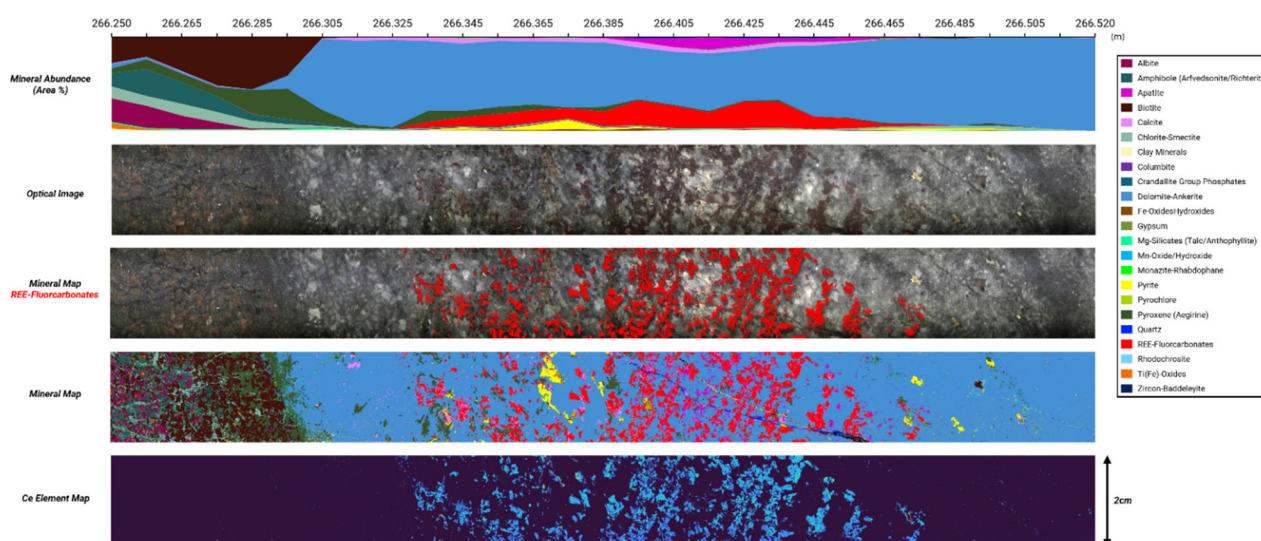 266.250 266.265 266.285 266.305 266.325 266.345 266.365 266.385 266.405 266.425 266.445 266.465 266.485 266.505 266.520
(m)
Mineral Abundance
(Area %)
Optical Image
Mineral Map
REE-Fluorcarbonates
Mineral Map
Ce Element Map
2cm
Albite
Amphibole (Arfvedsonite/Richterit
Apatite
Biotite
Calcite
Chlorite-Smectite
Clay Minerals
Columbite
Crandallite Group Phosphates
Dolomite-Ankerite
Fe-OxidesHydroxides
Gypsum
Mg-Silicates (Talc/Anthophyllite)
Mn-Oxide/Hydroxide
Monazite-Rhabdophane
Pyrite
Pyrochlore
Pyroxene (Aegirine)
Quartz
REE-Fluorcarbonates
Rhodochrosite
Ti(Fe)-Oxides
Zircon-Baddeleyite